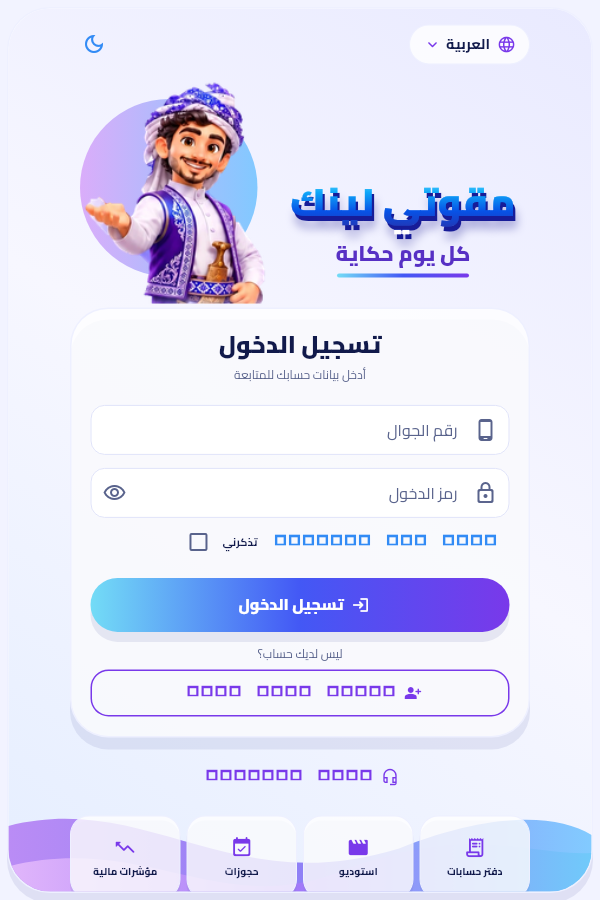 العربية
مقوتي لينك
كل يوم حكاية
تسجيل الدخول
أدخل بيانات حسابك للمتابعة
رقم الجوال
رمز الدخول
تذكرني
تسجيل الدخول
ليس لديك حساب؟
دفتر حسابات
استوديو
حجوزات
مؤشرات مالية